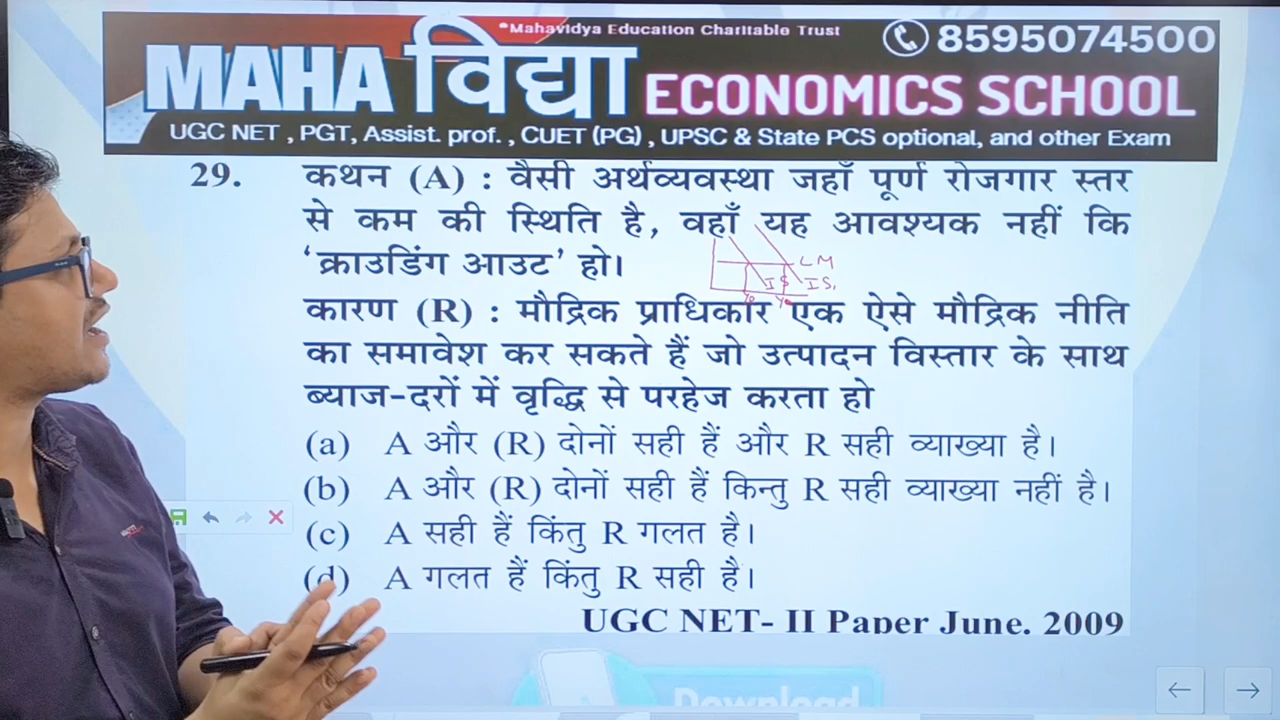 *Mahavidya Education Charitable Trust
8595074500
MAHA विद्या ECONOMICS SCHOOL
UGC NET , PGT, Assist. prof. , CUET (PG) , UPSC & State PCS optional, and other Exam
29. कथन (A) : वैसी अर्थव्यवस्था जहाँ पूर्ण रोजगार स्तर
से कम की स्थिति है, वहाँ यह आवश्यक नहीं कि
‘क्राउडिंग आउट’ हो।
LM
IS IS₁
कारण (R) : मौद्रिक प्राधिकार एक ऐसे मौद्रिक नीति
का समावेश कर सकते हैं जो उत्पादन विस्तार के साथ
ब्याज-दरों में वृद्धि से परहेज करता हो
(a) A और (R) दोनों सही हैं और R सही व्याख्या है।
(b) A और (R) दोनों सही हैं किन्तु R सही व्याख्या नहीं है।
(c) A सही हैं किंतु R गलत है।
(d) A गलत हैं किंतु R सही है।
UGC NET- II Paper June. 2009
Download